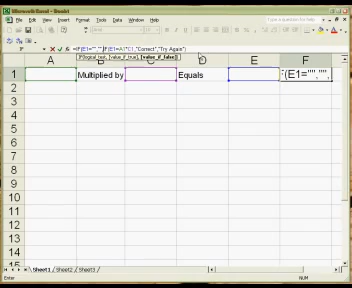 Microsoft Excel - Book1
File Edit View Insert Format Tools Data Window Help
=IF(E1="","",IF(E1=A1*C1,"Correct","Try Again")
IF(logical_test, [value_if_true], [value_if_false])
A B C D E F
1 Multiplied by Equals (E1="","",
2
3
4
5
6
7
8
9
10
11
12
13
14
15
Sheet1 / Sheet2 / Sheet3
Enter NUM